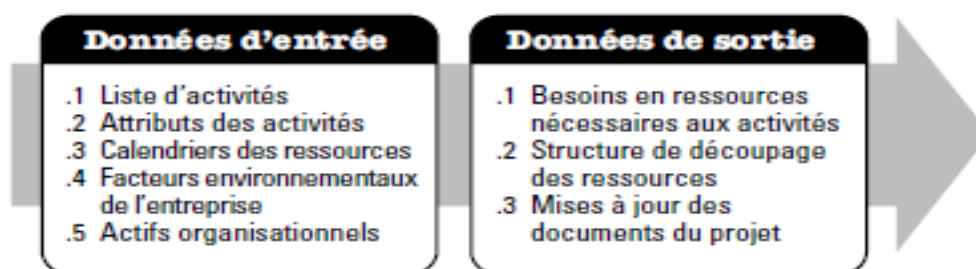 Données d'entrée
.1 Liste d'activités
.2 Attributs des activités
.3 Calendriers des ressources
.4 Facteurs environnementaux
de l'entreprise
.5 Actifs organisationnels
Données de sortie
.1 Besoins en ressources
nécessaires aux activités
.2 Structure de découpage
des ressources
.3 Mises à jour des
documents du projet